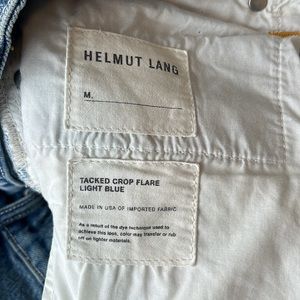 HELMUT LANG
M.
TACKED CROP FLARE
LIGHT BLUE
MADE IN USA OF IMPORTED FABRIC
As a result of the dye technique used to
achieve this look, color may transfer or rub
off on lighter materials.